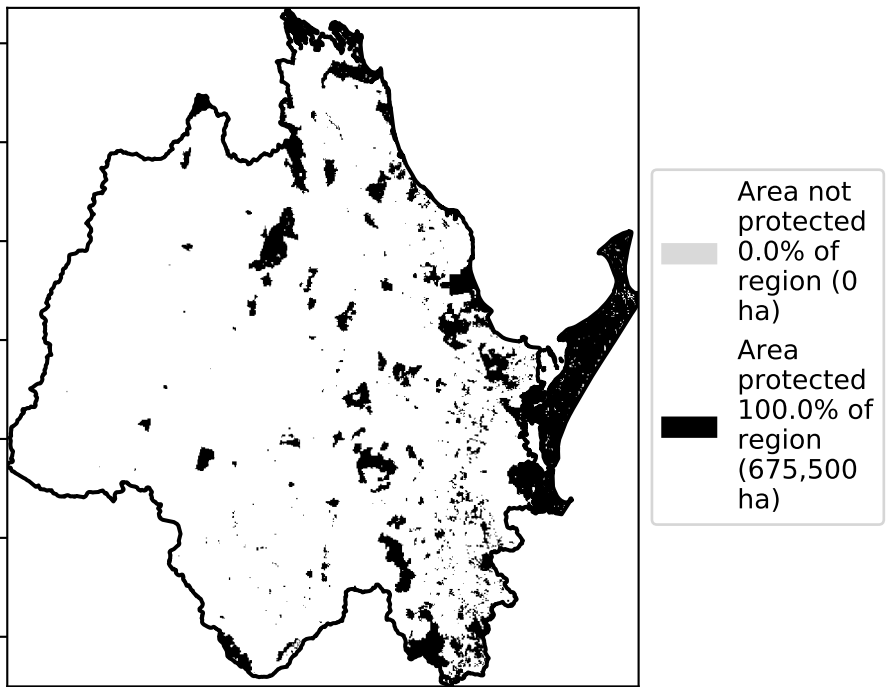 Area not
protected
0.0% of
region (0
ha)
Area
protected
100.0% of
region
(675,500
ha)